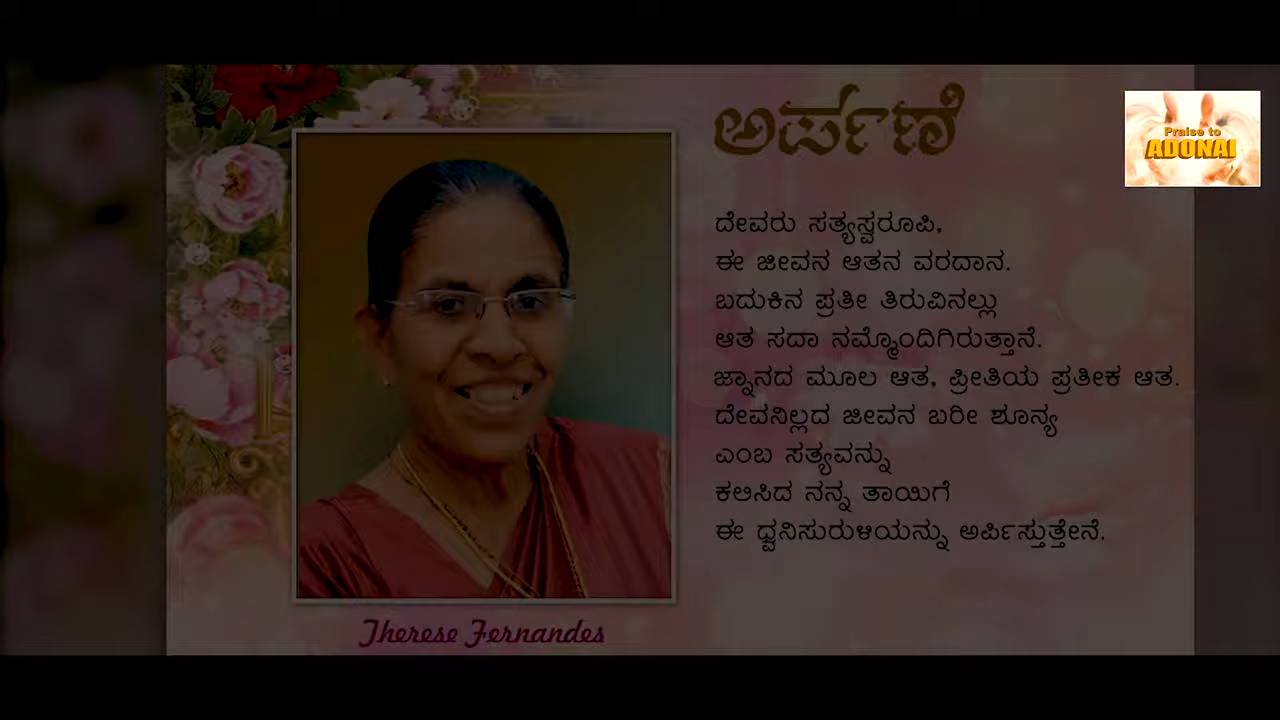 ಅರ್ಪಣೆ
Praise to
ADONAI
ದೇವರು ಸತ್ಯಸ್ವರೂಪಿ,
ಈ ಜೀವನ ಆತನ ವರದಾನ.
ಬದುಕಿನ ಪ್ರತೀ ತಿರುವಿನಲ್ಲು
ಆತ ಸದಾ ನಮ್ಮೊಂದಿಗಿರುತ್ತಾನೆ.
ಜ್ಞಾನದ ಮೂಲ ಆತ, ಪ್ರೀತಿಯ ಪ್ರತೀಕ ಆತ.
ದೇವನಿಲ್ಲದ ಜೀವನ ಬರೀ ಶೂನ್ಯ
ಎಂಬ ಸತ್ಯವನ್ನು
ಕಲಿಸಿದ ನನ್ನ ತಾಯಿಗೆ
ಈ ಧ್ವನಿಸುರುಳಿಯನ್ನು ಅರ್ಪಿಸ್ತುತ್ತೇನೆ.
Therese Fernandes